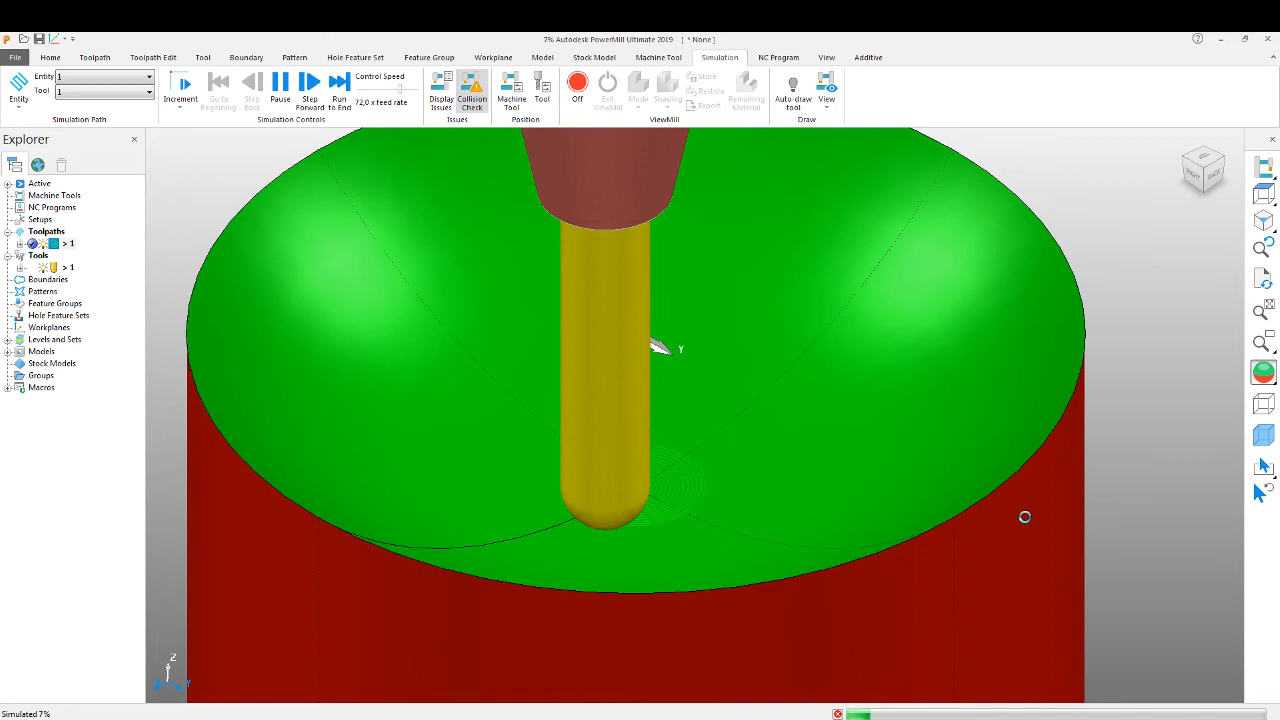 7% Autodesk PowerMill Ultimate 2019 [ * None ]
File Home Toolpath Toolpath Edit Tool Boundary Pattern Hole Feature Set Feature Group Workplane Model Stock Model Machine Tool Simulation NC Program View Additive
Entity
Entity 1
Tool 1
Simulation Path
Increment
Go to Beginning
Step Back
Pause
Step Forward
Run to End
Control Speed
72,0 x feed rate
Simulation Controls
Display Issues
Collision Check
Issues
Machine Tool
Tool
Position
Off
Exit ViewMill
Mode
Shading
Store
Restore
Export
Remaining Material
ViewMill
Auto-draw tool
View
Draw
Explorer
Active
Machine Tools
NC Programs
Setups
Toolpaths
> 1
Tools
> 1
Boundaries
Patterns
Feature Groups
Hole Feature Sets
Workplanes
Levels and Sets
Models
Stock Models
Groups
Macros
Y
RIGHT
BACK
Z
Y
Simulated 7%